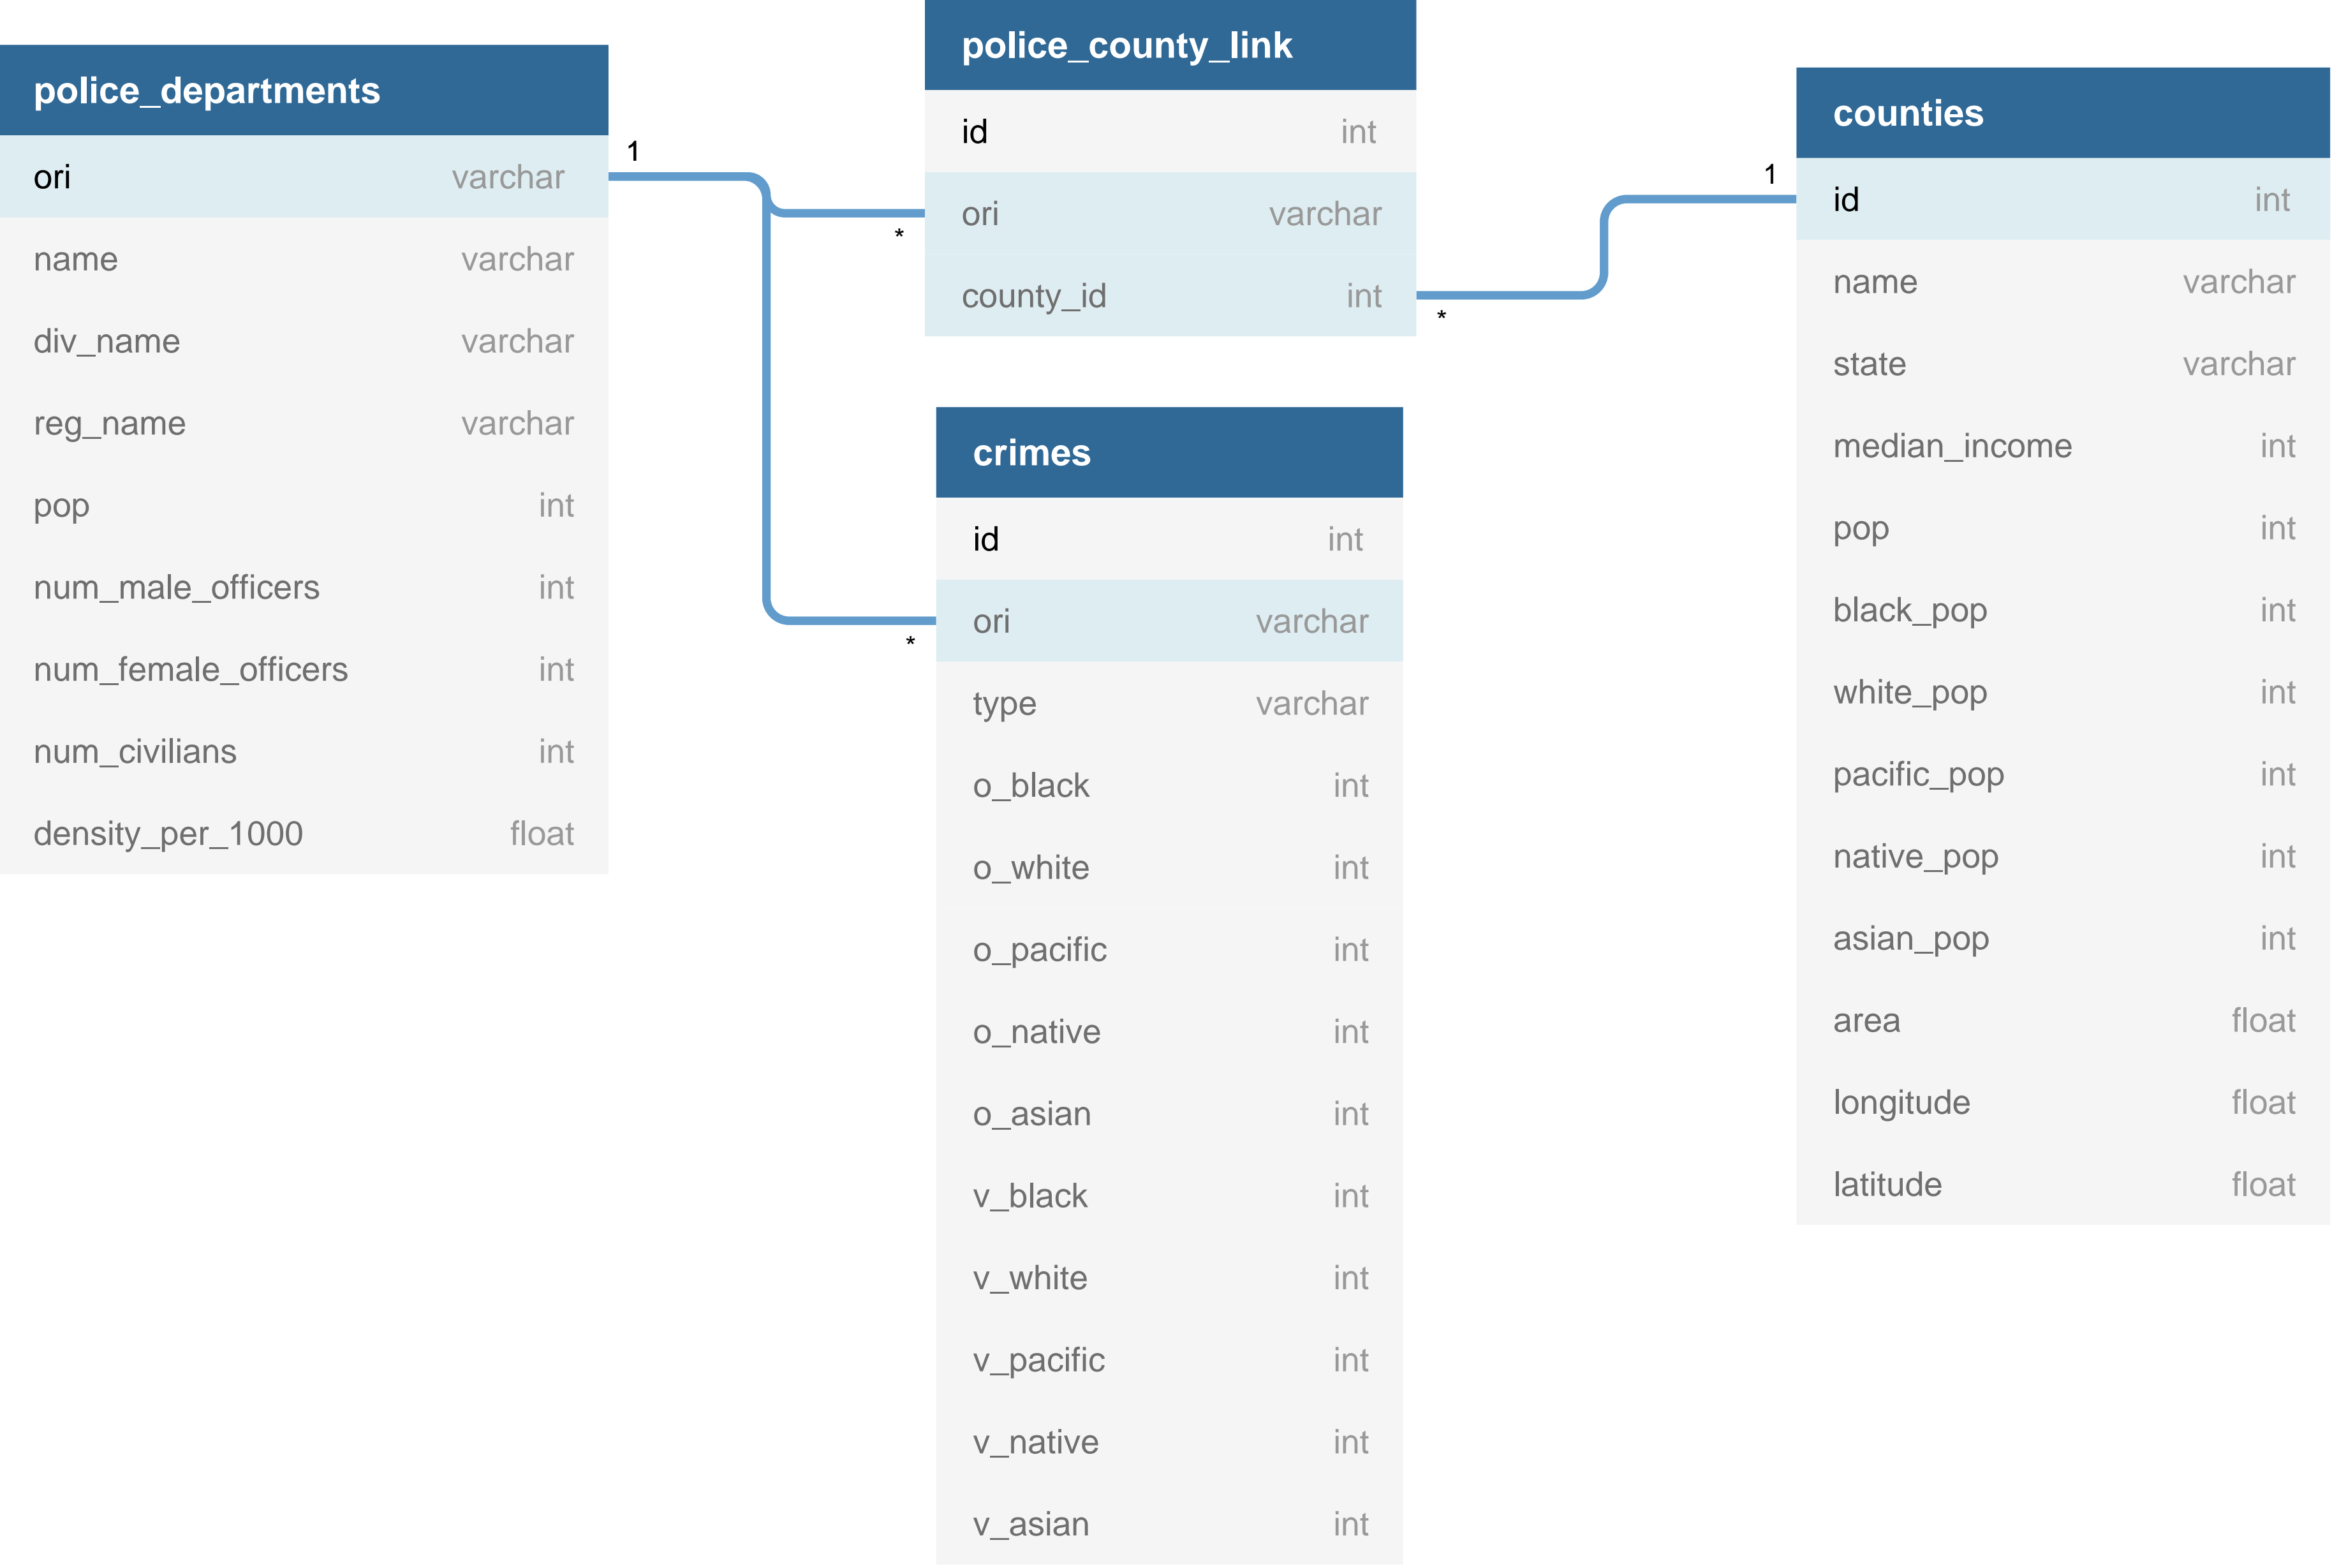 police_departments
ori varchar
name varchar
div_name varchar
reg_name varchar
pop int
num_male_officers int
num_female_officers int
num_civilians int
density_per_1000 float
1
*
*
police_county_link
id int
ori varchar
county_id int
*
1
crimes
id int
ori varchar
type varchar
o_black int
o_white int
o_pacific int
o_native int
o_asian int
v_black int
v_white int
v_pacific int
v_native int
v_asian int
counties
id int
name varchar
state varchar
median_income int
pop int
black_pop int
white_pop int
pacific_pop int
native_pop int
asian_pop int
area float
longitude float
latitude float